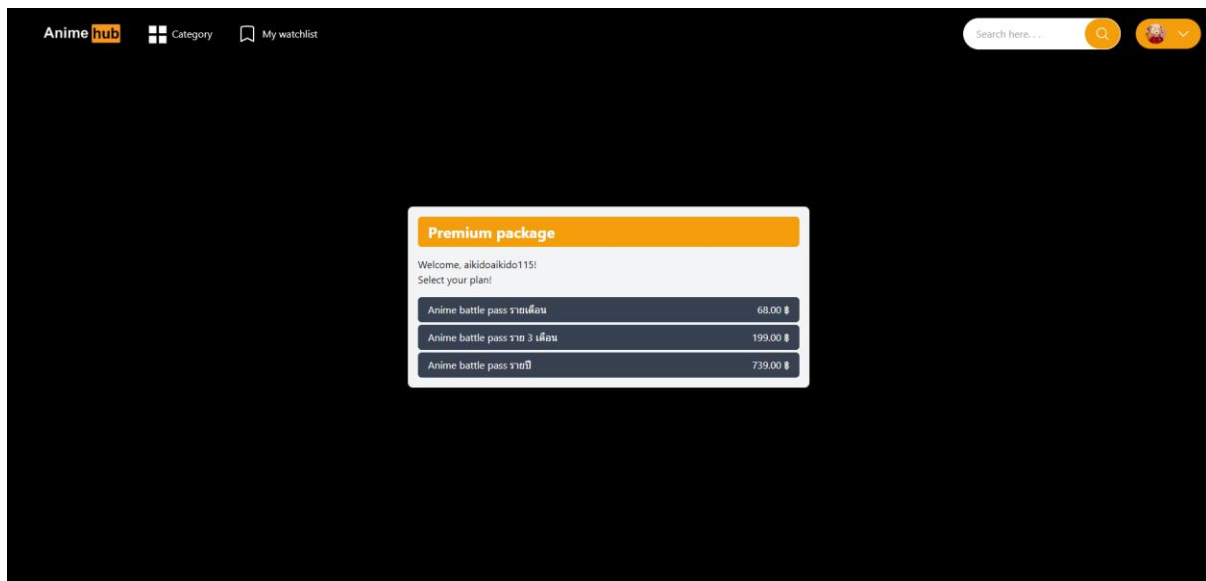 Anime hub
Category
My watchlist
Search here. . .
Premium package
Welcome, aikidoaikido115!
Select your plan!
Anime battle pass รายเดือน 68.00 ฿
Anime battle pass ราย 3 เดือน 199.00 ฿
Anime battle pass รายปี 739.00 ฿